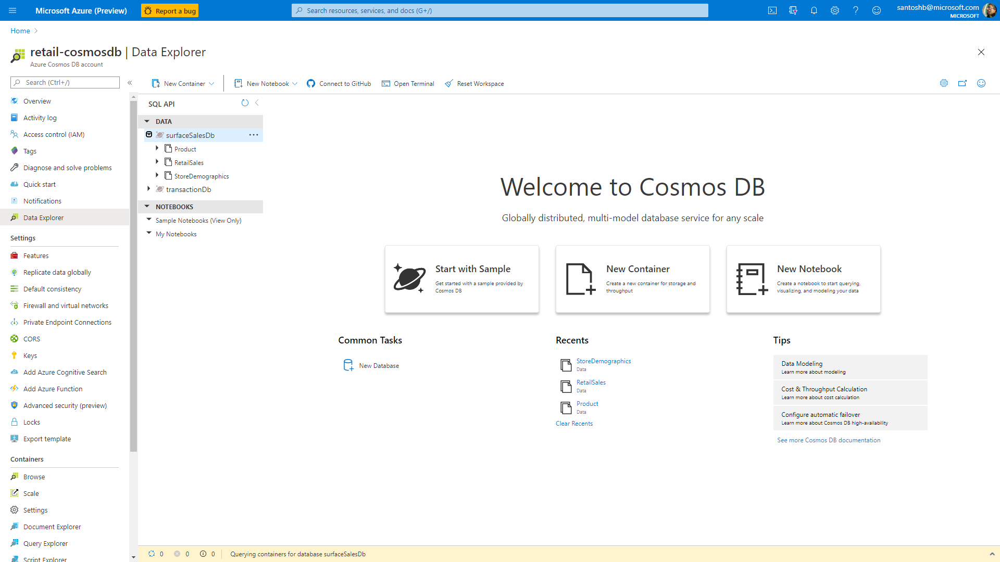 Microsoft Azure (Preview)
Report a bug
Search resources, services, and docs (G+/)
santoshb@microsoft.com
MICROSOFT
Home
retail-cosmosdb | Data Explorer
Azure Cosmos DB account
Search (Ctrl+/)
Overview
Activity log
Access control (IAM)
Tags
Diagnose and solve problems
Quick start
Notifications
Data Explorer
Settings
Features
Replicate data globally
Default consistency
Firewall and virtual networks
Private Endpoint Connections
CORS
Keys
Add Azure Cognitive Search
Add Azure Function
Advanced security (preview)
Locks
Export template
Containers
Browse
Scale
Settings
Document Explorer
Query Explorer
Script Explorer
New Container
New Notebook
Connect to GitHub
Open Terminal
Reset Workspace
SQL API
DATA
surfaceSalesDb
Product
RetailSales
StoreDemographics
transactionDb
NOTEBOOKS
Sample Notebooks (View Only)
My Notebooks
Welcome to Cosmos DB
Globally distributed, multi-model database service for any scale
Start with Sample
Get started with a sample provided by
Cosmos DB
New Container
Create a new container for storage and
throughput
New Notebook
Create a notebook to start querying,
visualizing, and modeling your data
Common Tasks
New Database
Recents
StoreDemographics
Data
RetailSales
Data
Product
Data
Clear Recents
Tips
Data Modeling
Learn more about modeling
Cost & Throughput Calculation
Learn more about cost calculation
Configure automatic failover
Learn more about Cosmos DB high-availability
See more Cosmos DB documentation
0 0 0 Querying containers for database surfaceSalesDb